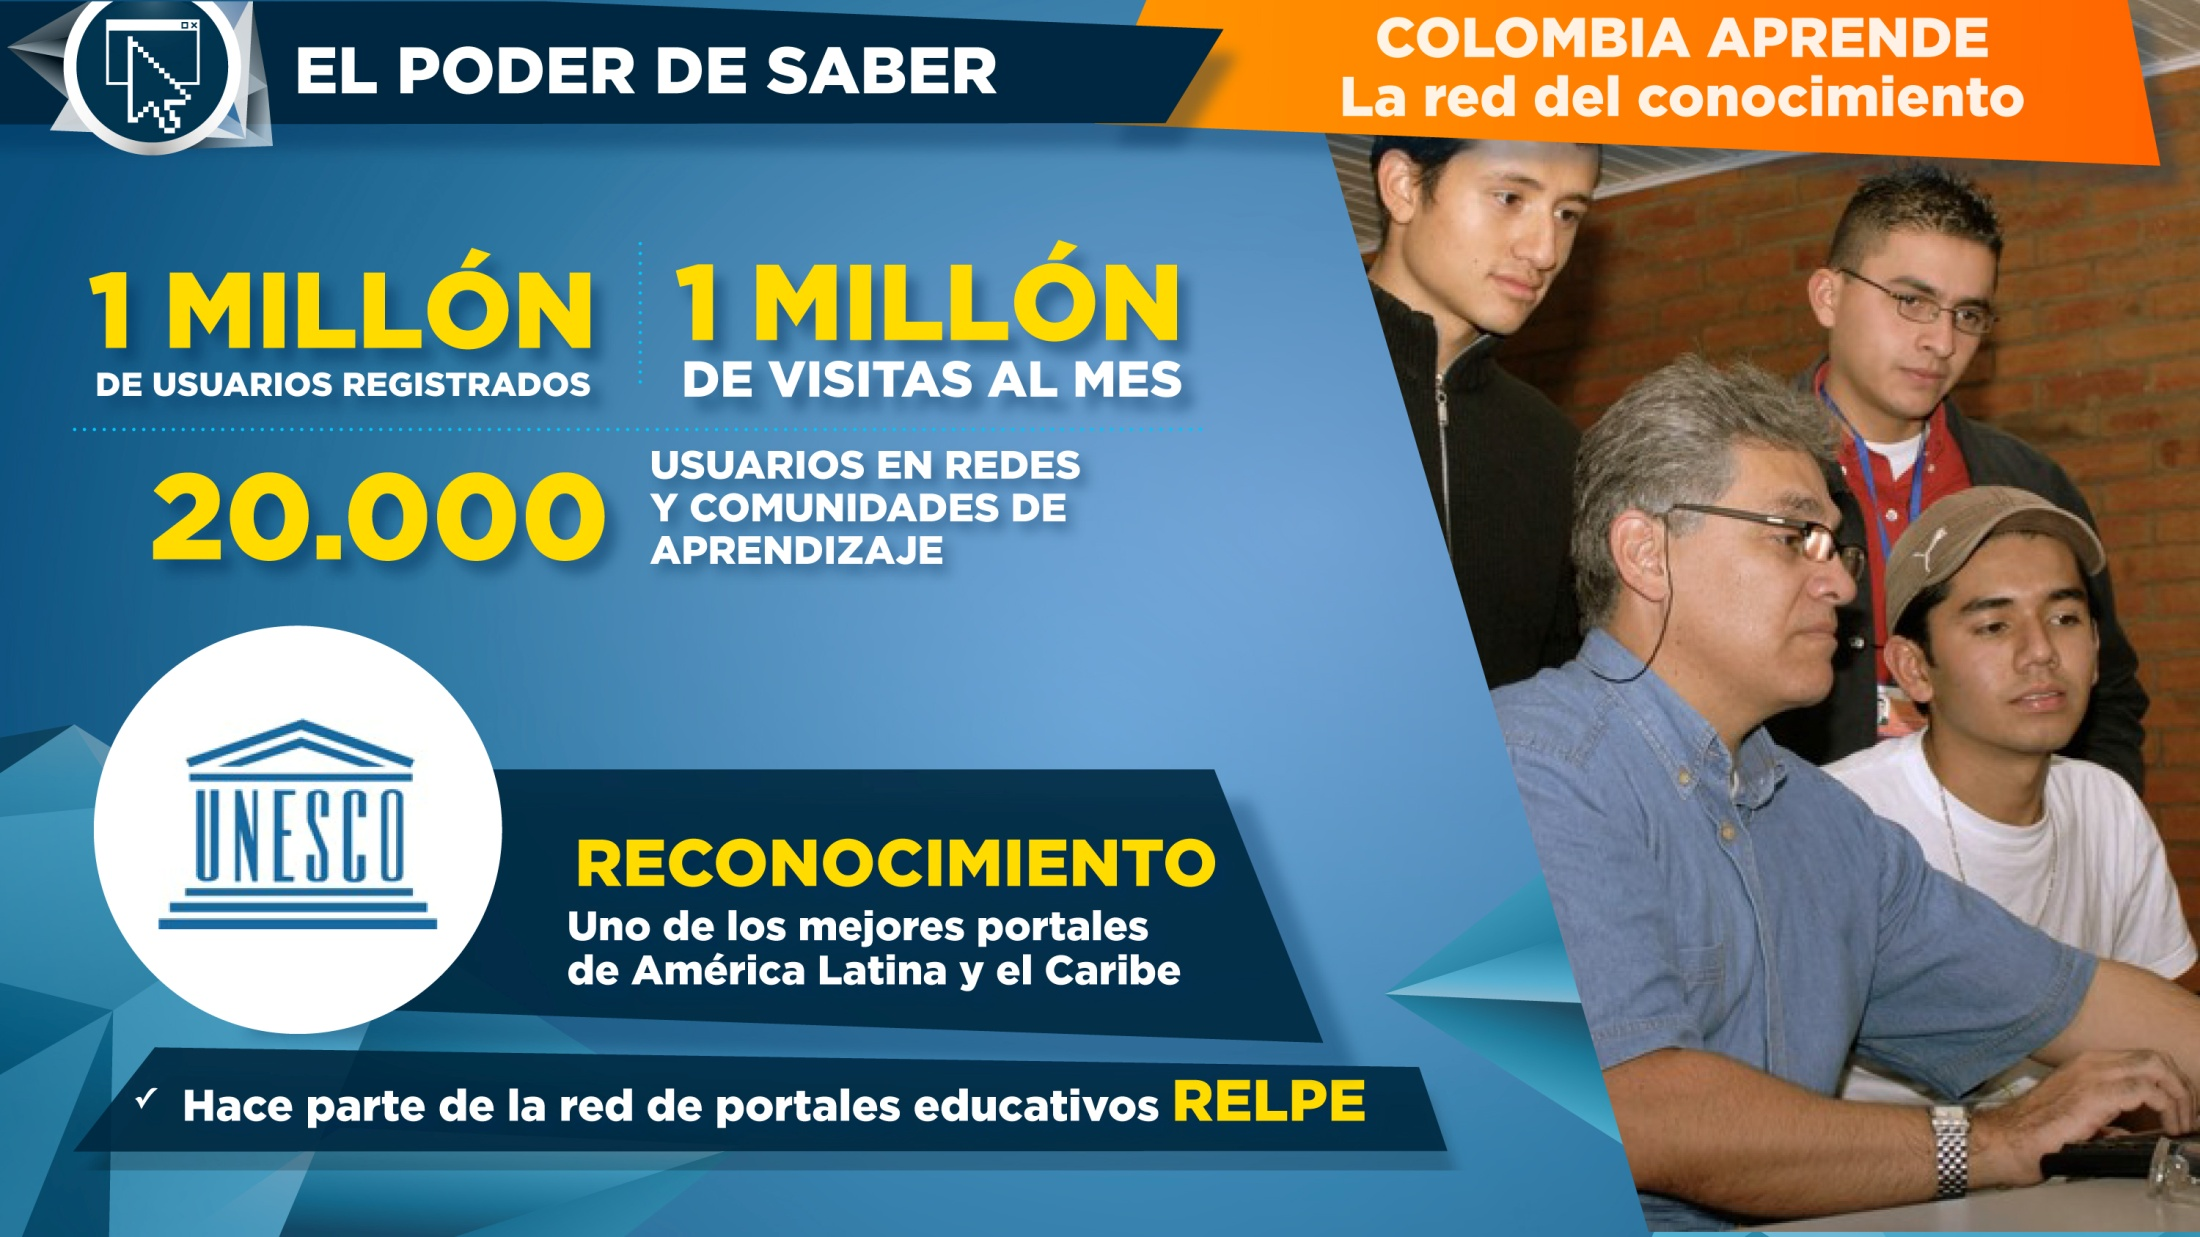 EL PODER DE SABER
COLOMBIA APRENDE
La red del conocimiento
1 MILLÓN
DE USUARIOS REGISTRADOS
1 MILLÓN
DE VISITAS AL MES
20.000
USUARIOS EN REDES
Y COMUNIDADES DE
APRENDIZAJE
UNESCO
RECONOCIMIENTO
Uno de los mejores portales
de América Latina y el Caribe
✓ Hace parte de la red de portales educativos RELPE